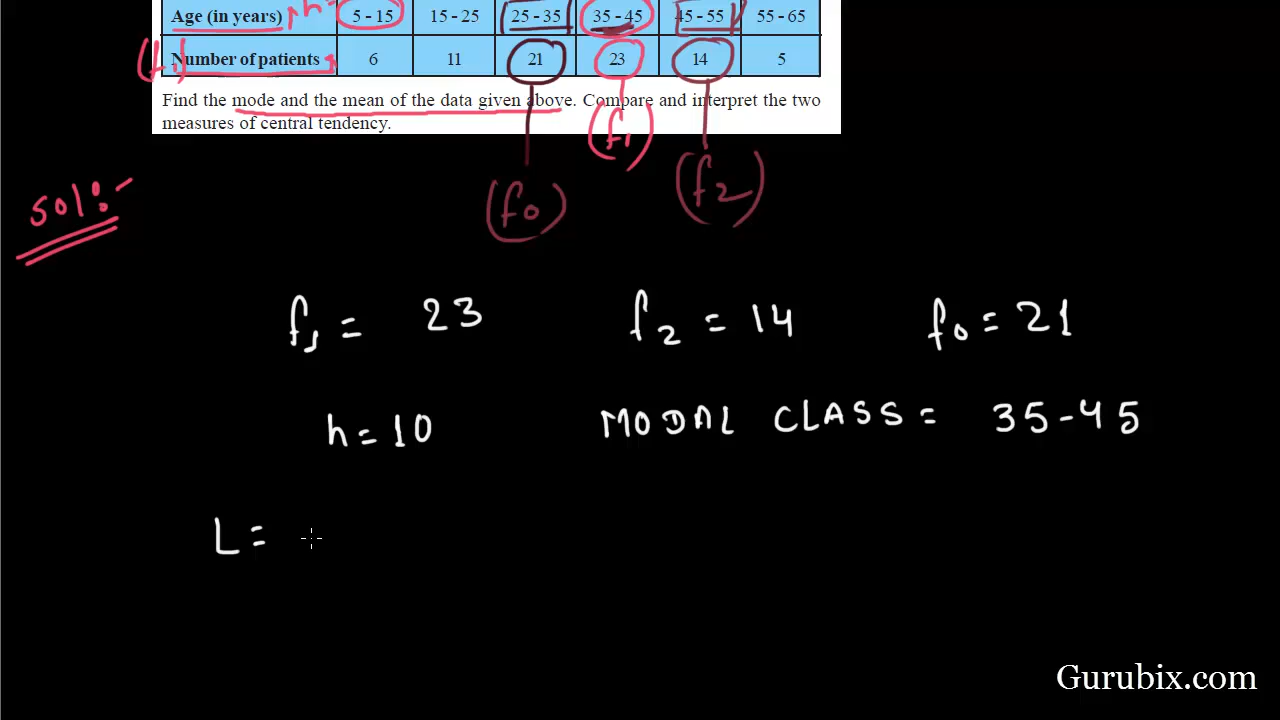 Age (in years) h
5 - 15 15 - 25 25 - 35 35 - 45 45 - 55 55 - 65
(f₁) Number of patients 6 11 21 23 14 5
Find the mode and the mean of the data given above. Compare and interpret the two
measures of central tendency.
(f₁)
(f₀) (f₂)
Sol:-
f₁ = 23 f₂ = 14 f₀ = 21
h = 10 MODAL CLASS = 35-45
L =
Gurubix.com